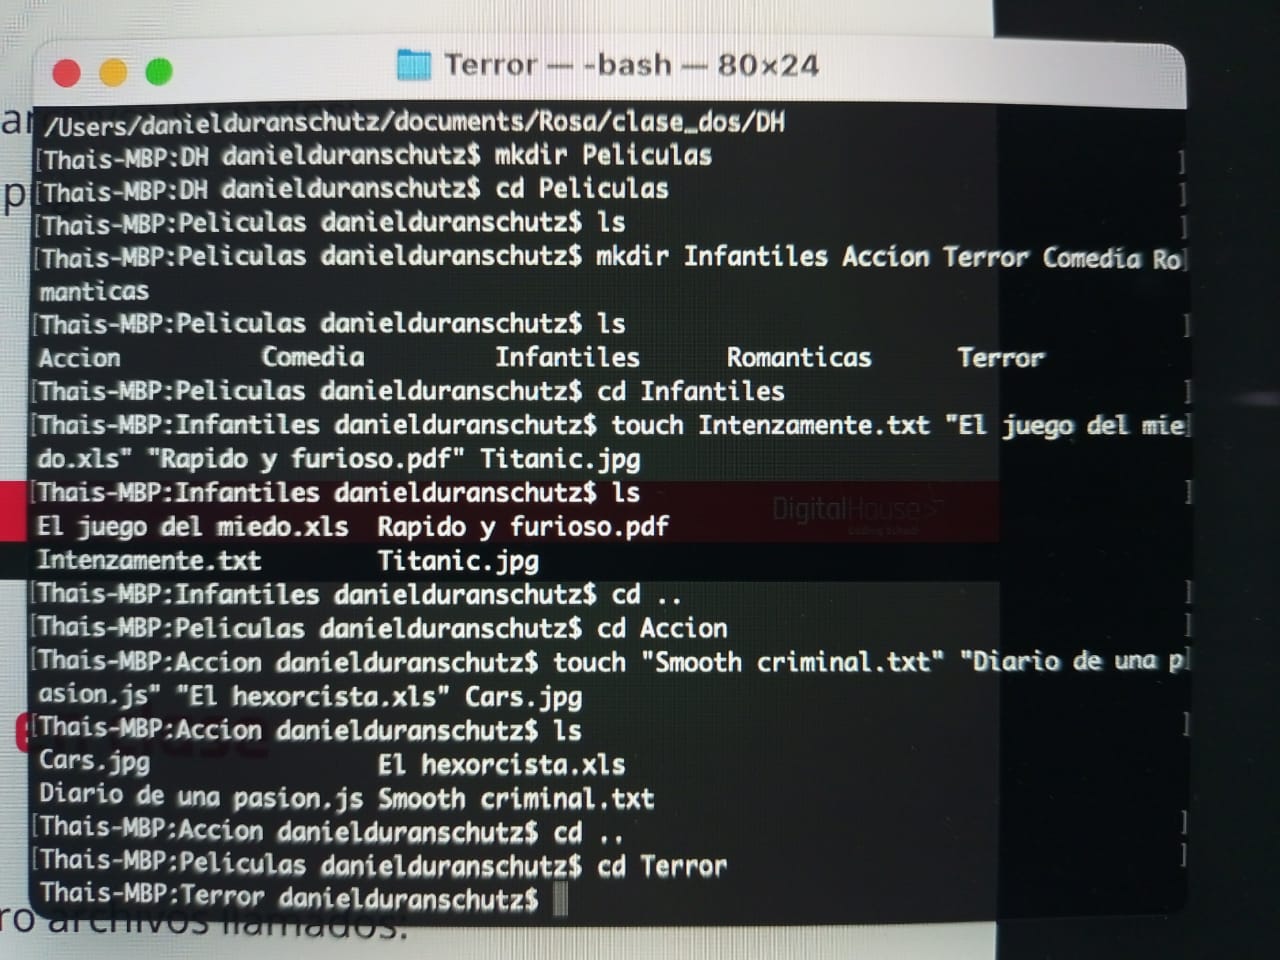 Terror — -bash — 80×24
/Users/danielduranschutz/documents/Rosa/clase_dos/DH
[Thais-MBP:DH danielduranschutz$ mkdir Peliculas ]
[Thais-MBP:DH danielduranschutz$ cd Peliculas ]
[Thais-MBP:Peliculas danielduranschutz$ ls ]
[Thais-MBP:Peliculas danielduranschutz$ mkdir Infantiles Accion Terror Comedia Ro]
manticas
[Thais-MBP:Peliculas danielduranschutz$ ls ]
Accion Comedia Infantiles Romanticas Terror
[Thais-MBP:Peliculas danielduranschutz$ cd Infantiles ]
[Thais-MBP:Infantiles danielduranschutz$ touch Intenzamente.txt "El juego del mie]
do.xls" "Rapido y furioso.pdf" Titanic.jpg
[Thais-MBP:Infantiles danielduranschutz$ ls ]
DigitalHouse>
El juego del miedo.xls Rapido y furioso.pdf
Intenzamente.txt Titanic.jpg
[Thais-MBP:Infantiles danielduranschutz$ cd .. ]
[Thais-MBP:Peliculas danielduranschutz$ cd Accion ]
[Thais-MBP:Accion danielduranschutz$ touch "Smooth criminal.txt" "Diario de una p]
asion.js" "El hexorcista.xls" Cars.jpg
[Thais-MBP:Accion danielduranschutz$ ls ]
Cars.jpg El hexorcista.xls
Diario de una pasion.js Smooth criminal.txt
[Thais-MBP:Accion danielduranschutz$ cd .. ]
[Thais-MBP:Peliculas danielduranschutz$ cd Terror ]
Thais-MBP:Terror danielduranschutz$
ro archivos llamados: